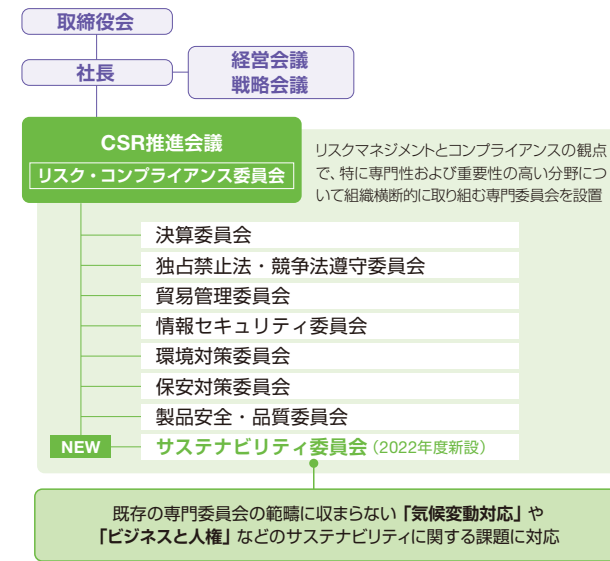 取締役会
社長
経営会議
戦略会議
CSR推進会議
リスク・コンプライアンス委員会
リスクマネジメントとコンプライアンスの観点
で、特に専門性および重要性の高い分野につ
いて組織横断的に取り組む専門委員会を設置
決算委員会
独占禁止法・競争法遵守委員会
貿易管理委員会
情報セキュリティ委員会
環境対策委員会
保安対策委員会
製品安全・品質委員会
NEW サステナビリティ委員会（2022年度新設）
既存の専門委員会の範疇に収まらない「気候変動対応」や
「ビジネスと人権」などのサステナビリティに関する課題に対応